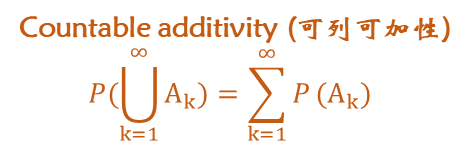 Countable additivity (可列可加性)
P(⋃_{k=1}^{∞} A_k) = ∑_{k=1}^{∞} P (A_k)